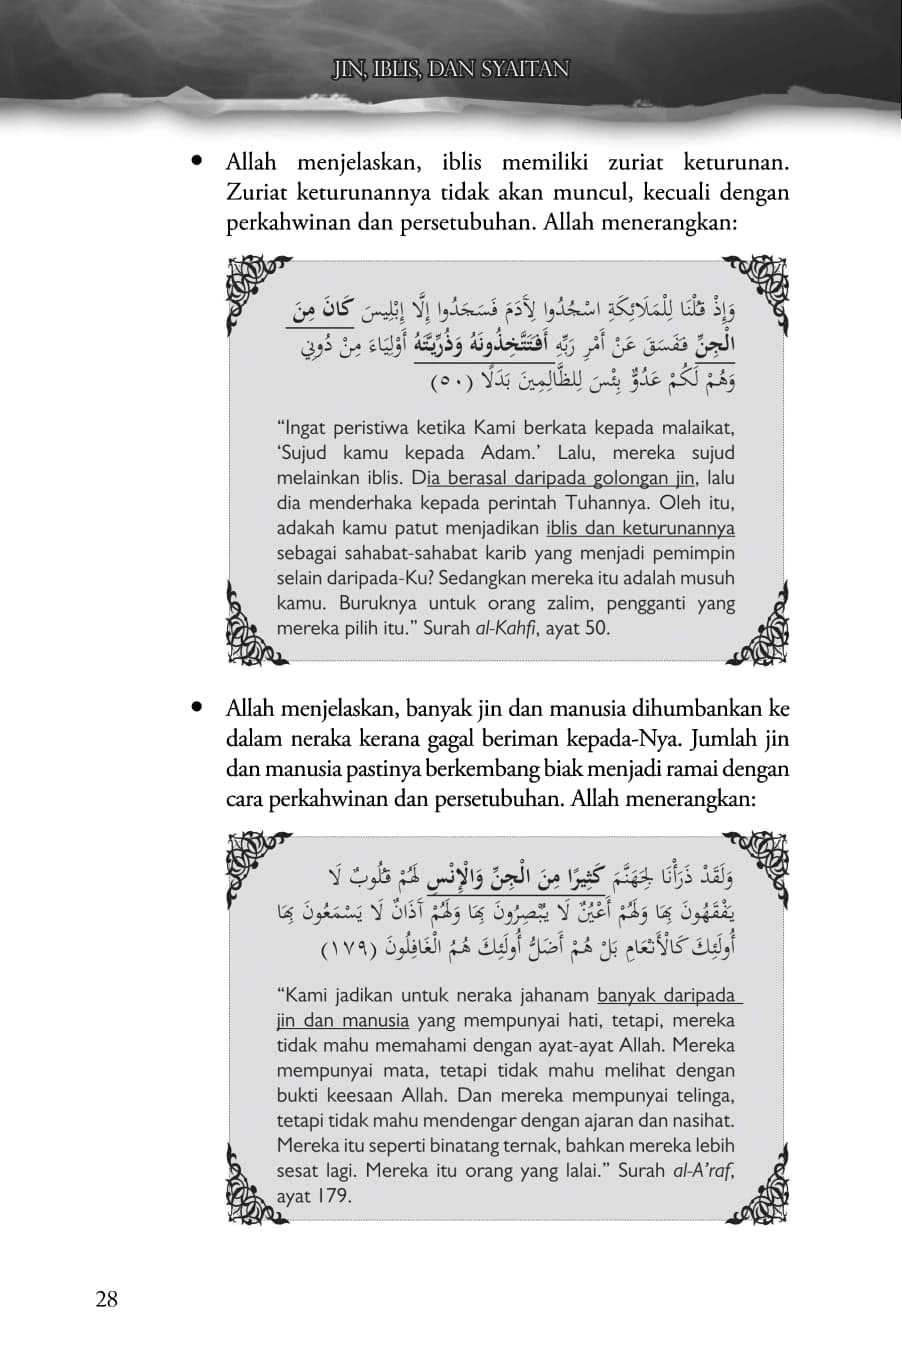 JIN, IBLIS, DAN SYAITAN
• Allah menjelaskan, iblis memiliki zuriat keturunan.
Zuriat keturunannya tidak akan muncul, kecuali dengan
perkahwinan dan persetubuhan. Allah menerangkan:
وَإِذْ قُلْنَا لِلْمَلَائِكَةِ اسْجُدُوا لِآدَمَ فَسَجَدُوا إِلَّا إِبْلِيسَ كَانَ مِنَ
الْجِنِّ فَفَسَقَ عَنْ أَمْرِ رَبِّهِ أَفَتَتَّخِذُونَهُ وَذُرِّيَّتَهُ أَوْلِيَاءَ مِنْ دُونِي
وَهُمْ لَكُمْ عَدُوٌّ بِئْسَ لِلظَّالِمِينَ بَدَلًا (٥٠)
“Ingat peristiwa ketika Kami berkata kepada malaikat,
‘Sujud kamu kepada Adam.’ Lalu, mereka sujud
melainkan iblis. Dia berasal daripada golongan jin, lalu
dia menderhaka kepada perintah Tuhannya. Oleh itu,
adakah kamu patut menjadikan iblis dan keturunannya
sebagai sahabat-sahabat karib yang menjadi pemimpin
selain daripada-Ku? Sedangkan mereka itu adalah musuh
kamu. Buruknya untuk orang zalim, pengganti yang
mereka pilih itu.” Surah al-Kahfi, ayat 50.
• Allah menjelaskan, banyak jin dan manusia dihumbankan ke
dalam neraka kerana gagal beriman kepada-Nya. Jumlah jin
dan manusia pastinya berkembang biak menjadi ramai dengan
cara perkahwinan dan persetubuhan. Allah menerangkan:
وَلَقَدْ ذَرَأْنَا لِجَهَنَّمَ كَثِيرًا مِنَ الْجِنِّ وَالْإِنْسِ لَهُمْ قُلُوبٌ لَا
يَفْقَهُونَ بِهَا وَلَهُمْ أَعْيُنٌ لَا يُبْصِرُونَ بِهَا وَلَهُمْ آذَانٌ لَا يَسْمَعُونَ بِهَا
أُولَئِكَ كَالْأَنْعَامِ بَلْ هُمْ أَضَلُّ أُولَئِكَ هُمُ الْغَافِلُونَ (١٧٩)
“Kami jadikan untuk neraka jahanam banyak daripada
jin dan manusia yang mempunyai hati, tetapi, mereka
tidak mahu memahami dengan ayat-ayat Allah. Mereka
mempunyai mata, tetapi tidak mahu melihat dengan
bukti keesaan Allah. Dan mereka mempunyai telinga,
tetapi tidak mahu mendengar dengan ajaran dan nasihat.
Mereka itu seperti binatang ternak, bahkan mereka lebih
sesat lagi. Mereka itu orang yang lalai.” Surah al-A’raf,
ayat 179.
28